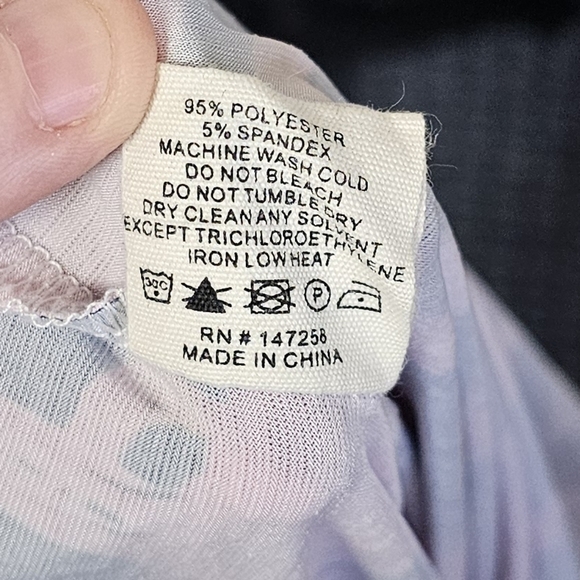 95% POLYESTER
5% SPANDEX
MACHINE WASH COLD
DO NOT BLEACH
DO NOT TUMBLE DRY
DRY CLEAN ANY SOLVENT
EXCEPT TRICHLOROETHYLENE
IRON LOW HEAT
30C P
RN # 147258
MADE IN CHINA